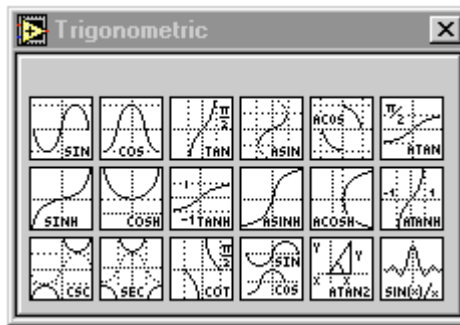 Trigonometric
SIN COS π/2 TAN ASIN ACOS π/2 ATAN
SINH COSH 1 -1 TANH ASINH ACOSH -1 1 ATANH
CSC SEC π/2 COT SIN COS Y X Y X ATAN2 SIN(x)/x